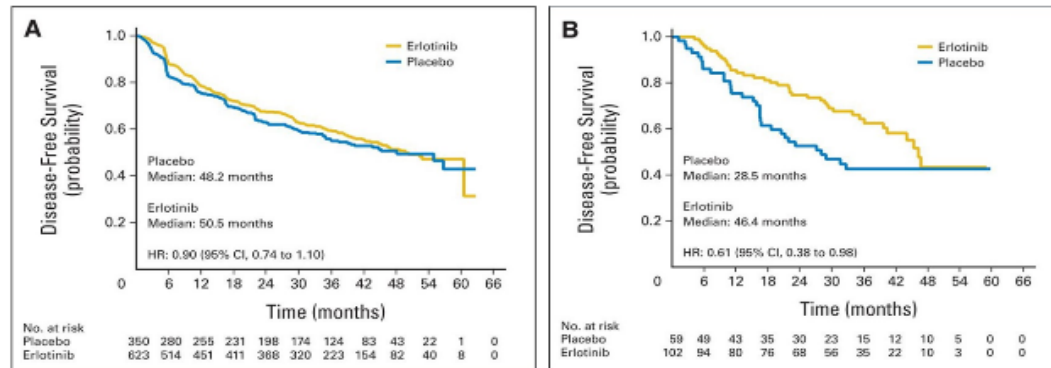 A
Erlotinib
Placebo
Disease-Free Survival
(probability)
1.0
0.8
0.6
0.4
0.2
0
Placebo
Median: 48.2 months
Erlotinib
Median: 50.5 months
HR: 0.90 (95% CI, 0.74 to 1.10)
6 12 18 24 30 36 42 48 54 60 66
Time (months)
No. at risk
Placebo 350 280 255 231 198 174 124 83 43 22 1 0
Erlotinib 623 514 451 411 368 320 223 154 82 40 8 0
B
Erlotinib
Placebo
Disease-Free Survival
(probability)
1.0
0.8
0.6
0.4
0.2
0
Placebo
Median: 28.5 months
Erlotinib
Median: 46.4 months
HR: 0.61 (95% CI, 0.38 to 0.98)
6 12 18 24 30 36 42 48 54 60 66
Time (months)
No. at risk
Placebo 59 49 43 35 30 23 15 12 10 5 0 0
Erlotinib 102 94 80 76 68 56 35 22 10 3 0 0